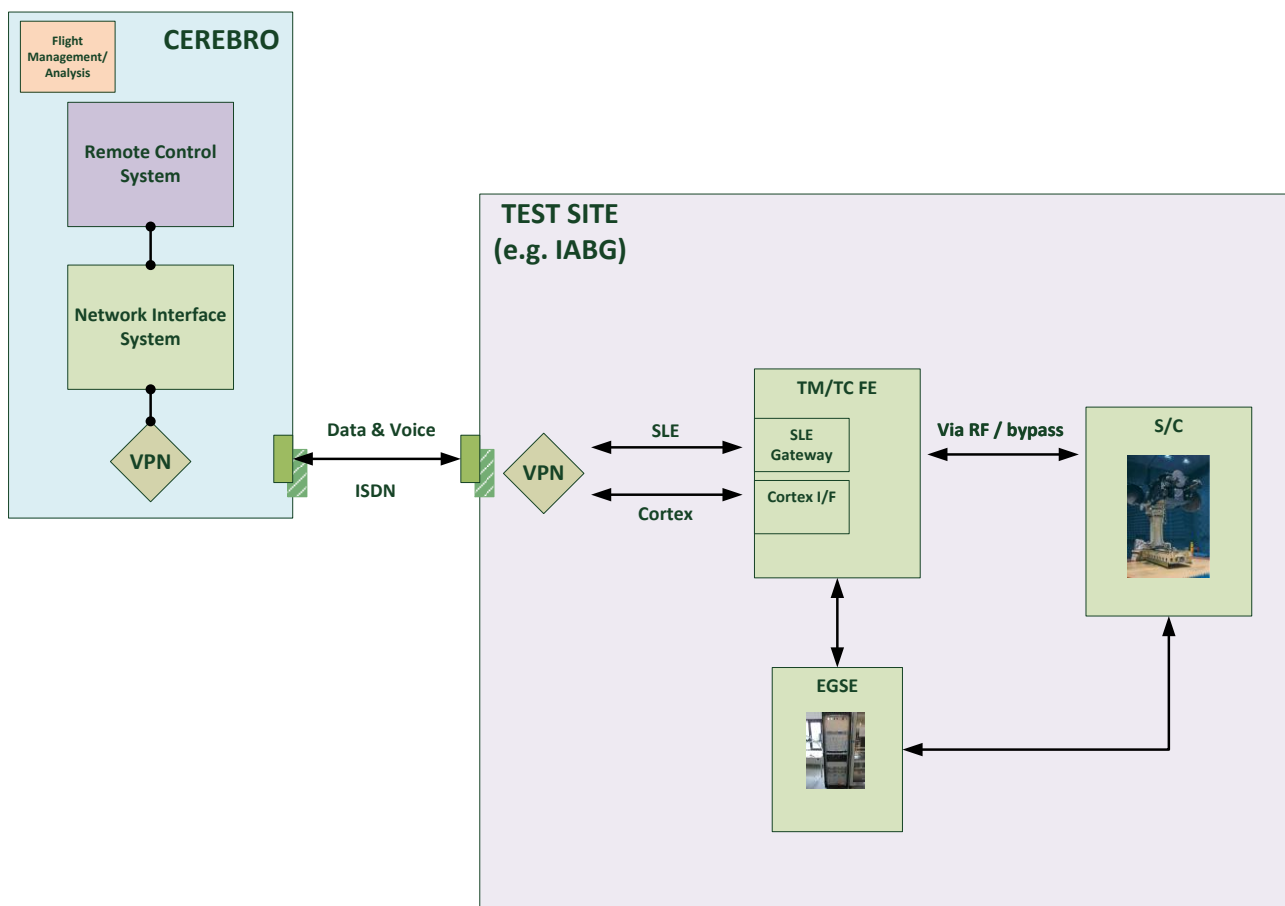 CEREBRO
Flight
Management/
Analysis
Remote Control
System
Network Interface
System
VPN
Data & Voice
ISDN
TEST SITE
(e.g. IABG)
VPN
SLE
Cortex
TM/TC FE
SLE
Gateway
Cortex I/F
Via RF / bypass
S/C
EGSE